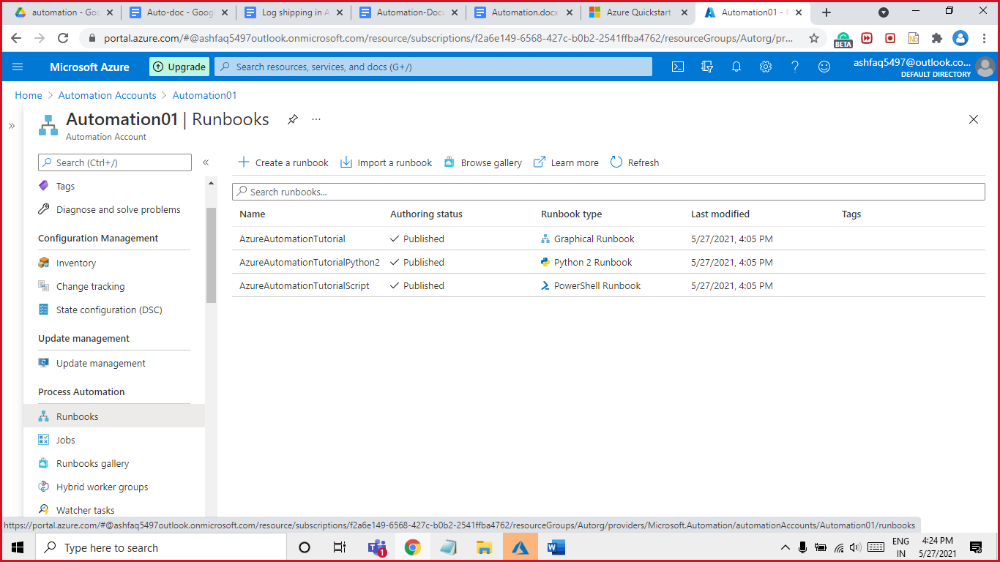 automation - Goo
Auto-doc - Goog
Log shipping in A
Automation-Docu
Automation.docx
Azure Quickstart
Automation01 - M
portal.azure.com/#@ashfaq5497outlook.onmicrosoft.com/resource/subscriptions/f2a6e149-6568-427c-b0b2-2541ffba4762/resourceGroups/Autorg/pr...
BETA
Microsoft Azure
Upgrade
Search resources, services, and docs (G+/)
ashfaq5497@outlook.co...
DEFAULT DIRECTORY
Home > Automation Accounts > Automation01
Automation01 | Runbooks
Automation Account
Search (Ctrl+/)
Tags
Diagnose and solve problems
Configuration Management
Inventory
Change tracking
State configuration (DSC)
Update management
Update management
Process Automation
Runbooks
Jobs
Runbooks gallery
Hybrid worker groups
Watcher tasks
Create a runbook
Import a runbook
Browse gallery
Learn more
Refresh
Search runbooks...
Name Authoring status Runbook type Last modified Tags
AzureAutomationTutorial Published Graphical Runbook 5/27/2021, 4:05 PM
AzureAutomationTutorialPython2 Published Python 2 Runbook 5/27/2021, 4:05 PM
AzureAutomationTutorialScript Published PowerShell Runbook 5/27/2021, 4:05 PM
https://portal.azure.com/#@ashfaq5497outlook.onmicrosoft.com/resource/subscriptions/f2a6e149-6568-427c-b0b2-2541ffba4762/resourceGroups/Autorg/providers/Microsoft.Automation/automationAccounts/Automation01/runbooks
Type here to search
1
ENG
IN
4:24 PM
5/27/2021